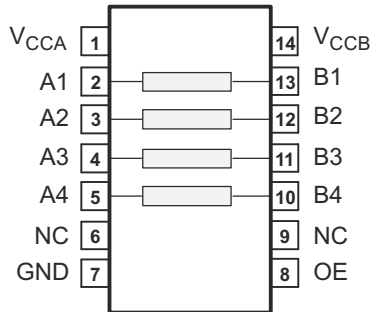 VCCA 1 14 VCCB
A1 2 13 B1
A2 3 12 B2
A3 4 11 B3
A4 5 10 B4
NC 6 9 NC
GND 7 8 OE